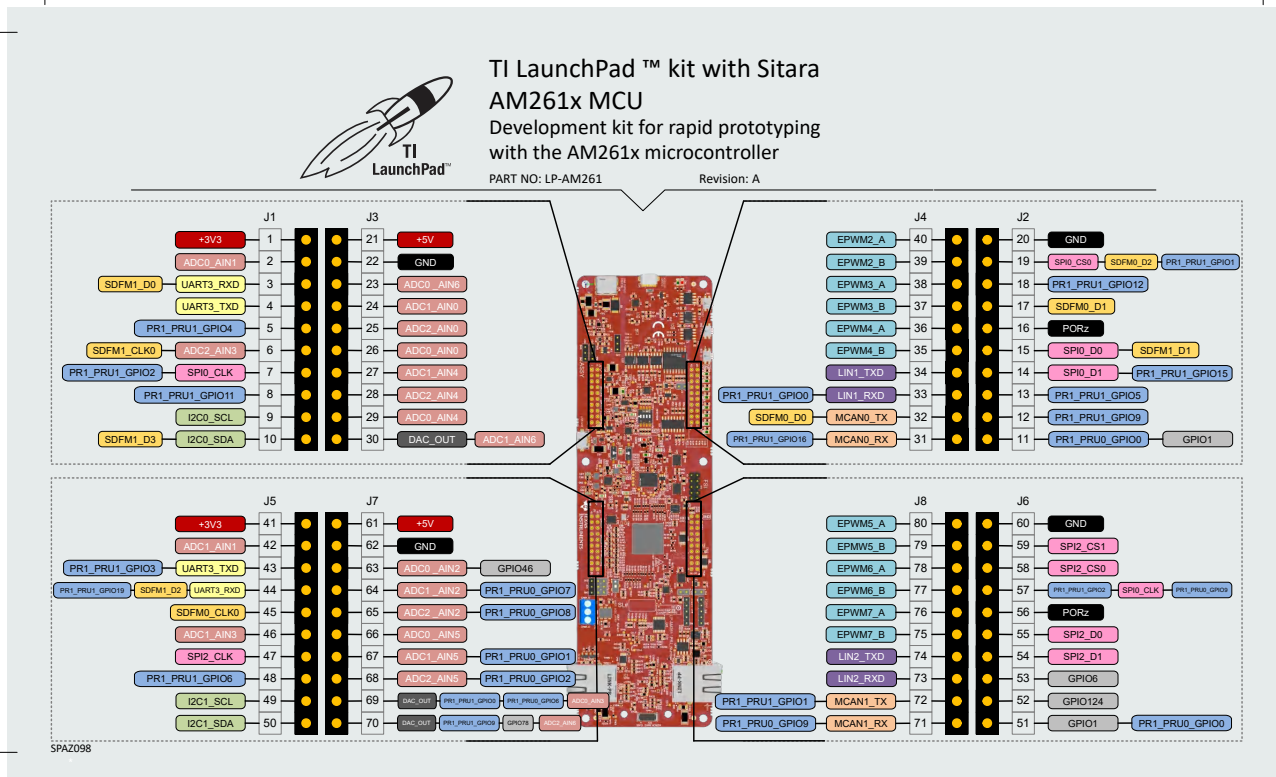 TI LaunchPad ™ kit with Sitara
AM261x MCU
Development kit for rapid prototyping
with the AM261x microcontroller
PART NO: LP-AM261 Revision: A
TI
LaunchPad™
J1 J3
+3V3 1 21 +5V
ADC0_AIN1 2 22 GND
SDFM1_D0 UART3_RXD 3 23 ADC0 _AIN6
UART3_TXD 4 24 ADC1_AIN0
PR1_PRU1_GPIO4 5 25 ADC2_AIN0
SDFM1_CLK0 ADC2_AIN3 6 26 ADC0_AIN0
PR1_PRU1_GPIO2 SPI0_CLK 7 27 ADC1_AIN4
PR1_PRU1_GPIO11 8 28 ADC2_AIN4
I2C0_SCL 9 29 ADC0_AIN4
SDFM1_D3 I2C0_SDA 10 30 DAC_OUT ADC1_AIN6
J4 J2
EPWM2_A 40 20 GND
EPWM2_B 39 19 SPI0_CS0 SDFM0_D2 PR1_PRU1_GPIO1
EPWM3_A 38 18 PR1_PRU1_GPIO12
EPWM3_B 37 17 SDFM0_D1
EPWM4_A 36 16 PORz
EPWM4_B 35 15 SPI0_D0 SDFM1_D1
LIN1_TXD 34 14 SPI0_D1 PR1_PRU1_GPIO15
PR1_PRU1_GPIO0 LIN1_RXD 33 13 PR1_PRU1_GPIO5
SDFM0_D0 MCAN0_TX 32 12 PR1_PRU1_GPIO9
PR1_PRU1_GPIO16 MCAN0_RX 31 11 PR1_PRU0_GPIO0 GPIO1
J5 J7
+3V3 41 61 +5V
ADC1_AIN1 42 62 GND
PR1_PRU1_GPIO3 UART3_TXD 43 63 ADC0_AIN2 GPIO46
PR1_PRU1_GPIO19 SDFM1_D2 UART3_RXD 44 64 ADC1_AIN2 PR1_PRU0_GPIO7
SDFM0_CLK0 45 65 ADC2_AIN2 PR1_PRU0_GPIO8
ADC1_AIN3 46 66 ADC0_AIN5
SPI2_CLK 47 67 ADC1_AIN5 PR1_PRU0_GPIO1
PR1_PRU1_GPIO6 48 68 ADC2_AIN5 PR1_PRU0_GPIO2
I2C1_SCL 49 69 DAC_OUT PR1_PRU1_GPIO0 PR1_PRU0_GPIO6
I2C1_SDA 50 70 DAC_OUT PR1_PRU1_GPIO9 GPIO78 ADC2_AIN6
J8 J6
EPWM5_A 80 60 GND
EPMW5_B 79 59 SPI2_CS1
EPWM6_A 78 58 SPI2_CS0
EPWM6_B 77 57 PR1_PRU1_GPIO2 SPI0_CLK PR1_PRU0_GPIO9
EPWM7_A 76 56 PORz
EPWM7_B 75 55 SPI2_D0
LIN2_TXD 74 54 SPI2_D1
LIN2_RXD 73 53 GPIO6
PR1_PRU1_GPIO1 MCAN1_TX 72 52 GPIO124
PR1_PRU0_GPIO9 MCAN1_RX 71 51 GPIO1 PR1_PRU0_GPIO0
SPAZ098